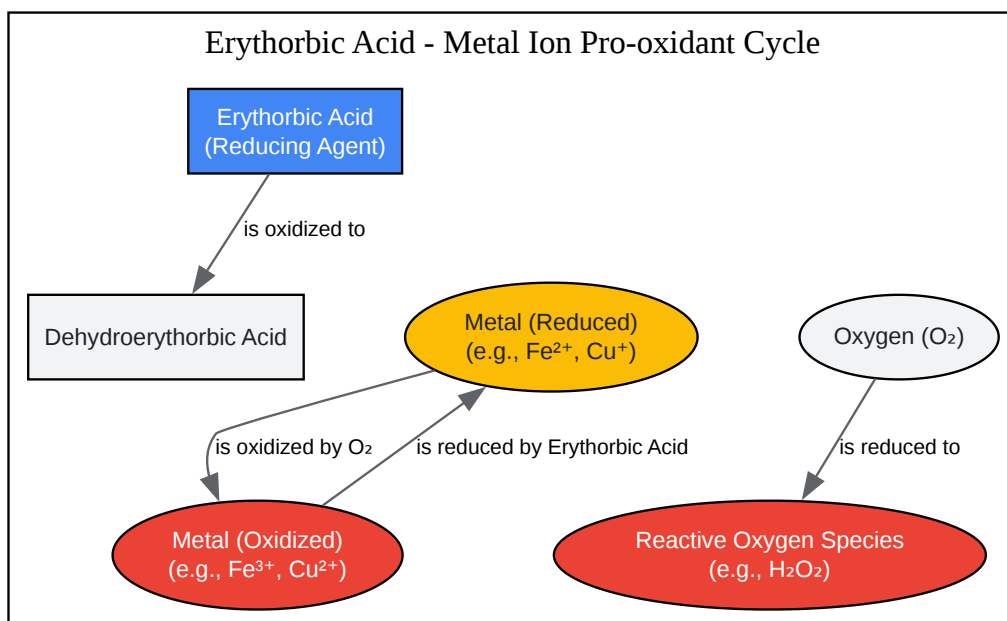 Erythorbic Acid - Metal Ion Pro-oxidant Cycle
Erythorbic Acid
(Reducing Agent)
is oxidized to
Dehydroerythorbic Acid
Metal (Reduced)
(e.g., Fe²⁺, Cu⁺)
Oxygen (O₂)
is oxidized by O₂
is reduced by Erythorbic Acid
is reduced to
Metal (Oxidized)
(e.g., Fe³⁺, Cu²⁺)
Reactive Oxygen Species
(e.g., H₂O₂)